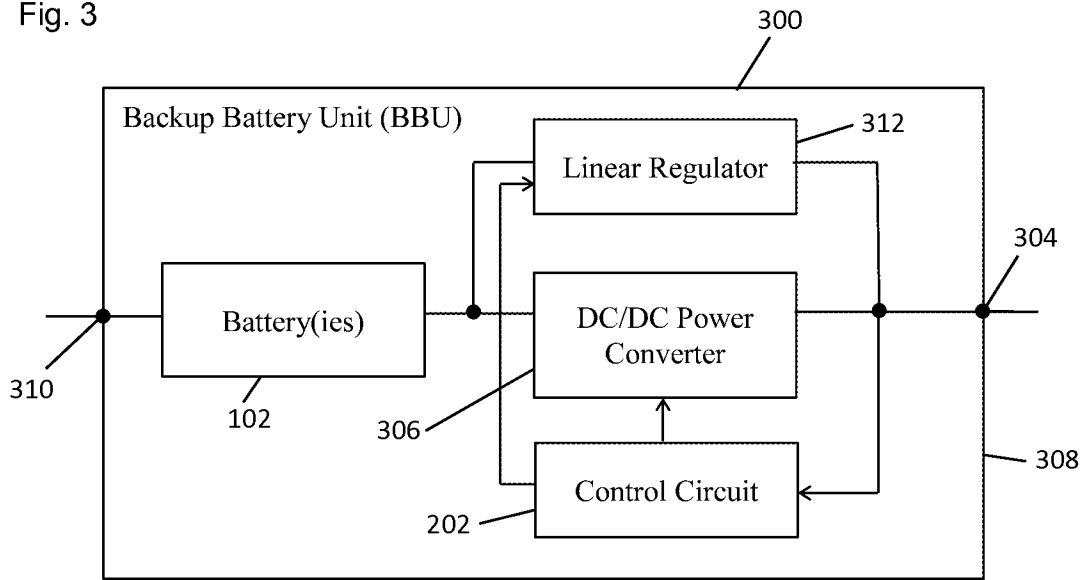 Fig. 3
300
Backup Battery Unit (BBU)
312
Linear Regulator
304
Battery(ies)
DC/DC Power
Converter
310
102
306
308
Control Circuit
202